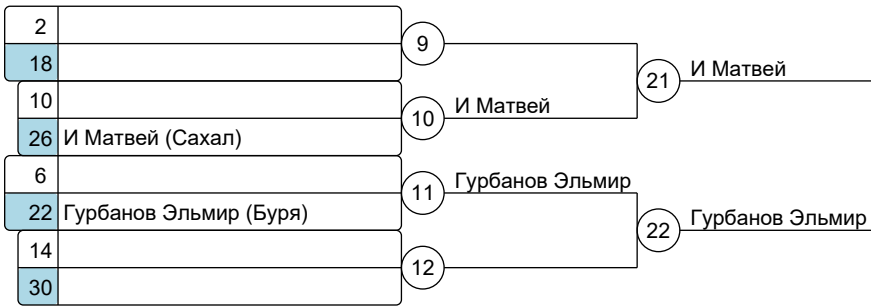 2
9
18
21 И Матвей
10
10 И Матвей
26 И Матвей (Сахал)
6
11 Гурбанов Эльмир
22 Гурбанов Эльмир (Буря)
22 Гурбанов Эльмир
14
12
30